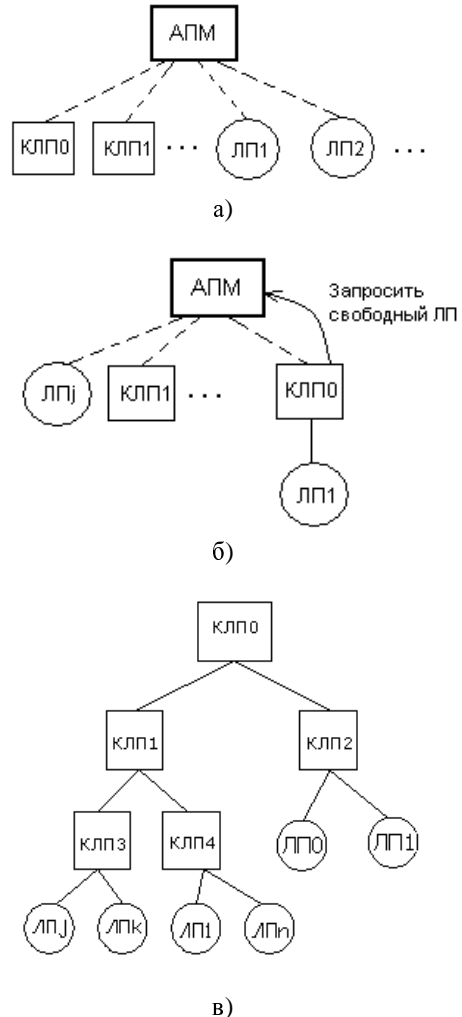 АПМ
КЛП0 КЛП1 ... ЛП1 ЛП2 ...
а)
АПМ
Запросить
свободный ЛП
ЛПj КЛП1 ... КЛП0
ЛП1
б)
КЛП0
КЛП1 КЛП2
КЛП3 КЛП4 ЛП0 ЛП1
ЛПj ЛПk ЛП1 ЛПn
в)